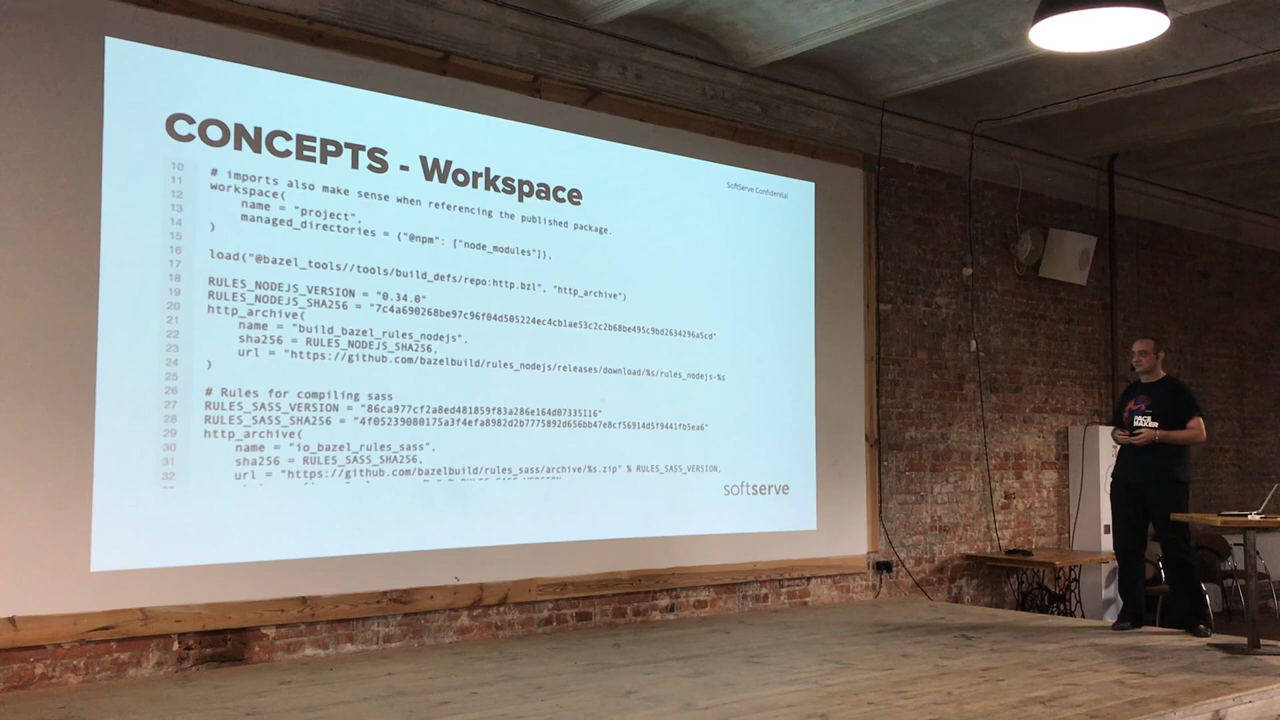 CONCEPTS - Workspace
SoftServe Confidential
10
11 # imports also make sense when referencing the published package.
12 workspace(
13 name = "project",
14 managed_directories = {"@npm": ["node_modules"]},
15 )
16
17 load("@bazel_tools//tools/build_defs/repo:http.bzl", "http_archive")
18
19 RULES_NODEJS_VERSION = "0.34.0"
20 RULES_NODEJS_SHA256 = "7c4a690268be97c96f04d505224ec4cb1ae53c2c2b68be495c9bd2634296a5cd"
21 http_archive(
22 name = "build_bazel_rules_nodejs",
23 sha256 = RULES_NODEJS_SHA256,
24 url = "https://github.com/bazelbuild/rules_nodejs/releases/download/%s/rules_nodejs-%s
25 )
26
27 # Rules for compiling sass
28 RULES_SASS_VERSION = "86ca977cf2a8ed481859f83a286e164d07335116"
29 RULES_SASS_SHA256 = "4f05239080175a3f4efa8982d2b7775892d656bb47e8cf56914d5f9441fb5ea6"
30 http_archive(
31 name = "io_bazel_rules_sass",
32 sha256 = RULES_SASS_SHA256,
url = "https://github.com/bazelbuild/rules_sass/archive/%s.zip" % RULES_SASS_VERSION,
softserve
PACE
MAKER